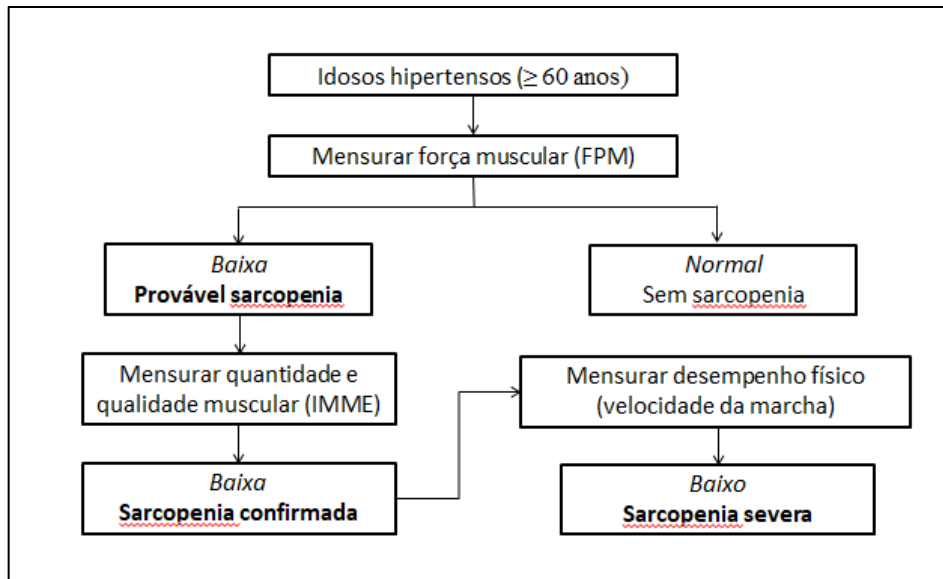 Idosos hipertensos (≥ 60 anos)
Mensurar força muscular (FPM)
Baixa
Provável sarcopenia
Normal
Sem sarcopenia
Mensurar quantidade e
qualidade muscular (IMME)
Mensurar desempenho físico
(velocidade da marcha)
Baixa
Sarcopenia confirmada
Baixo
Sarcopenia severa